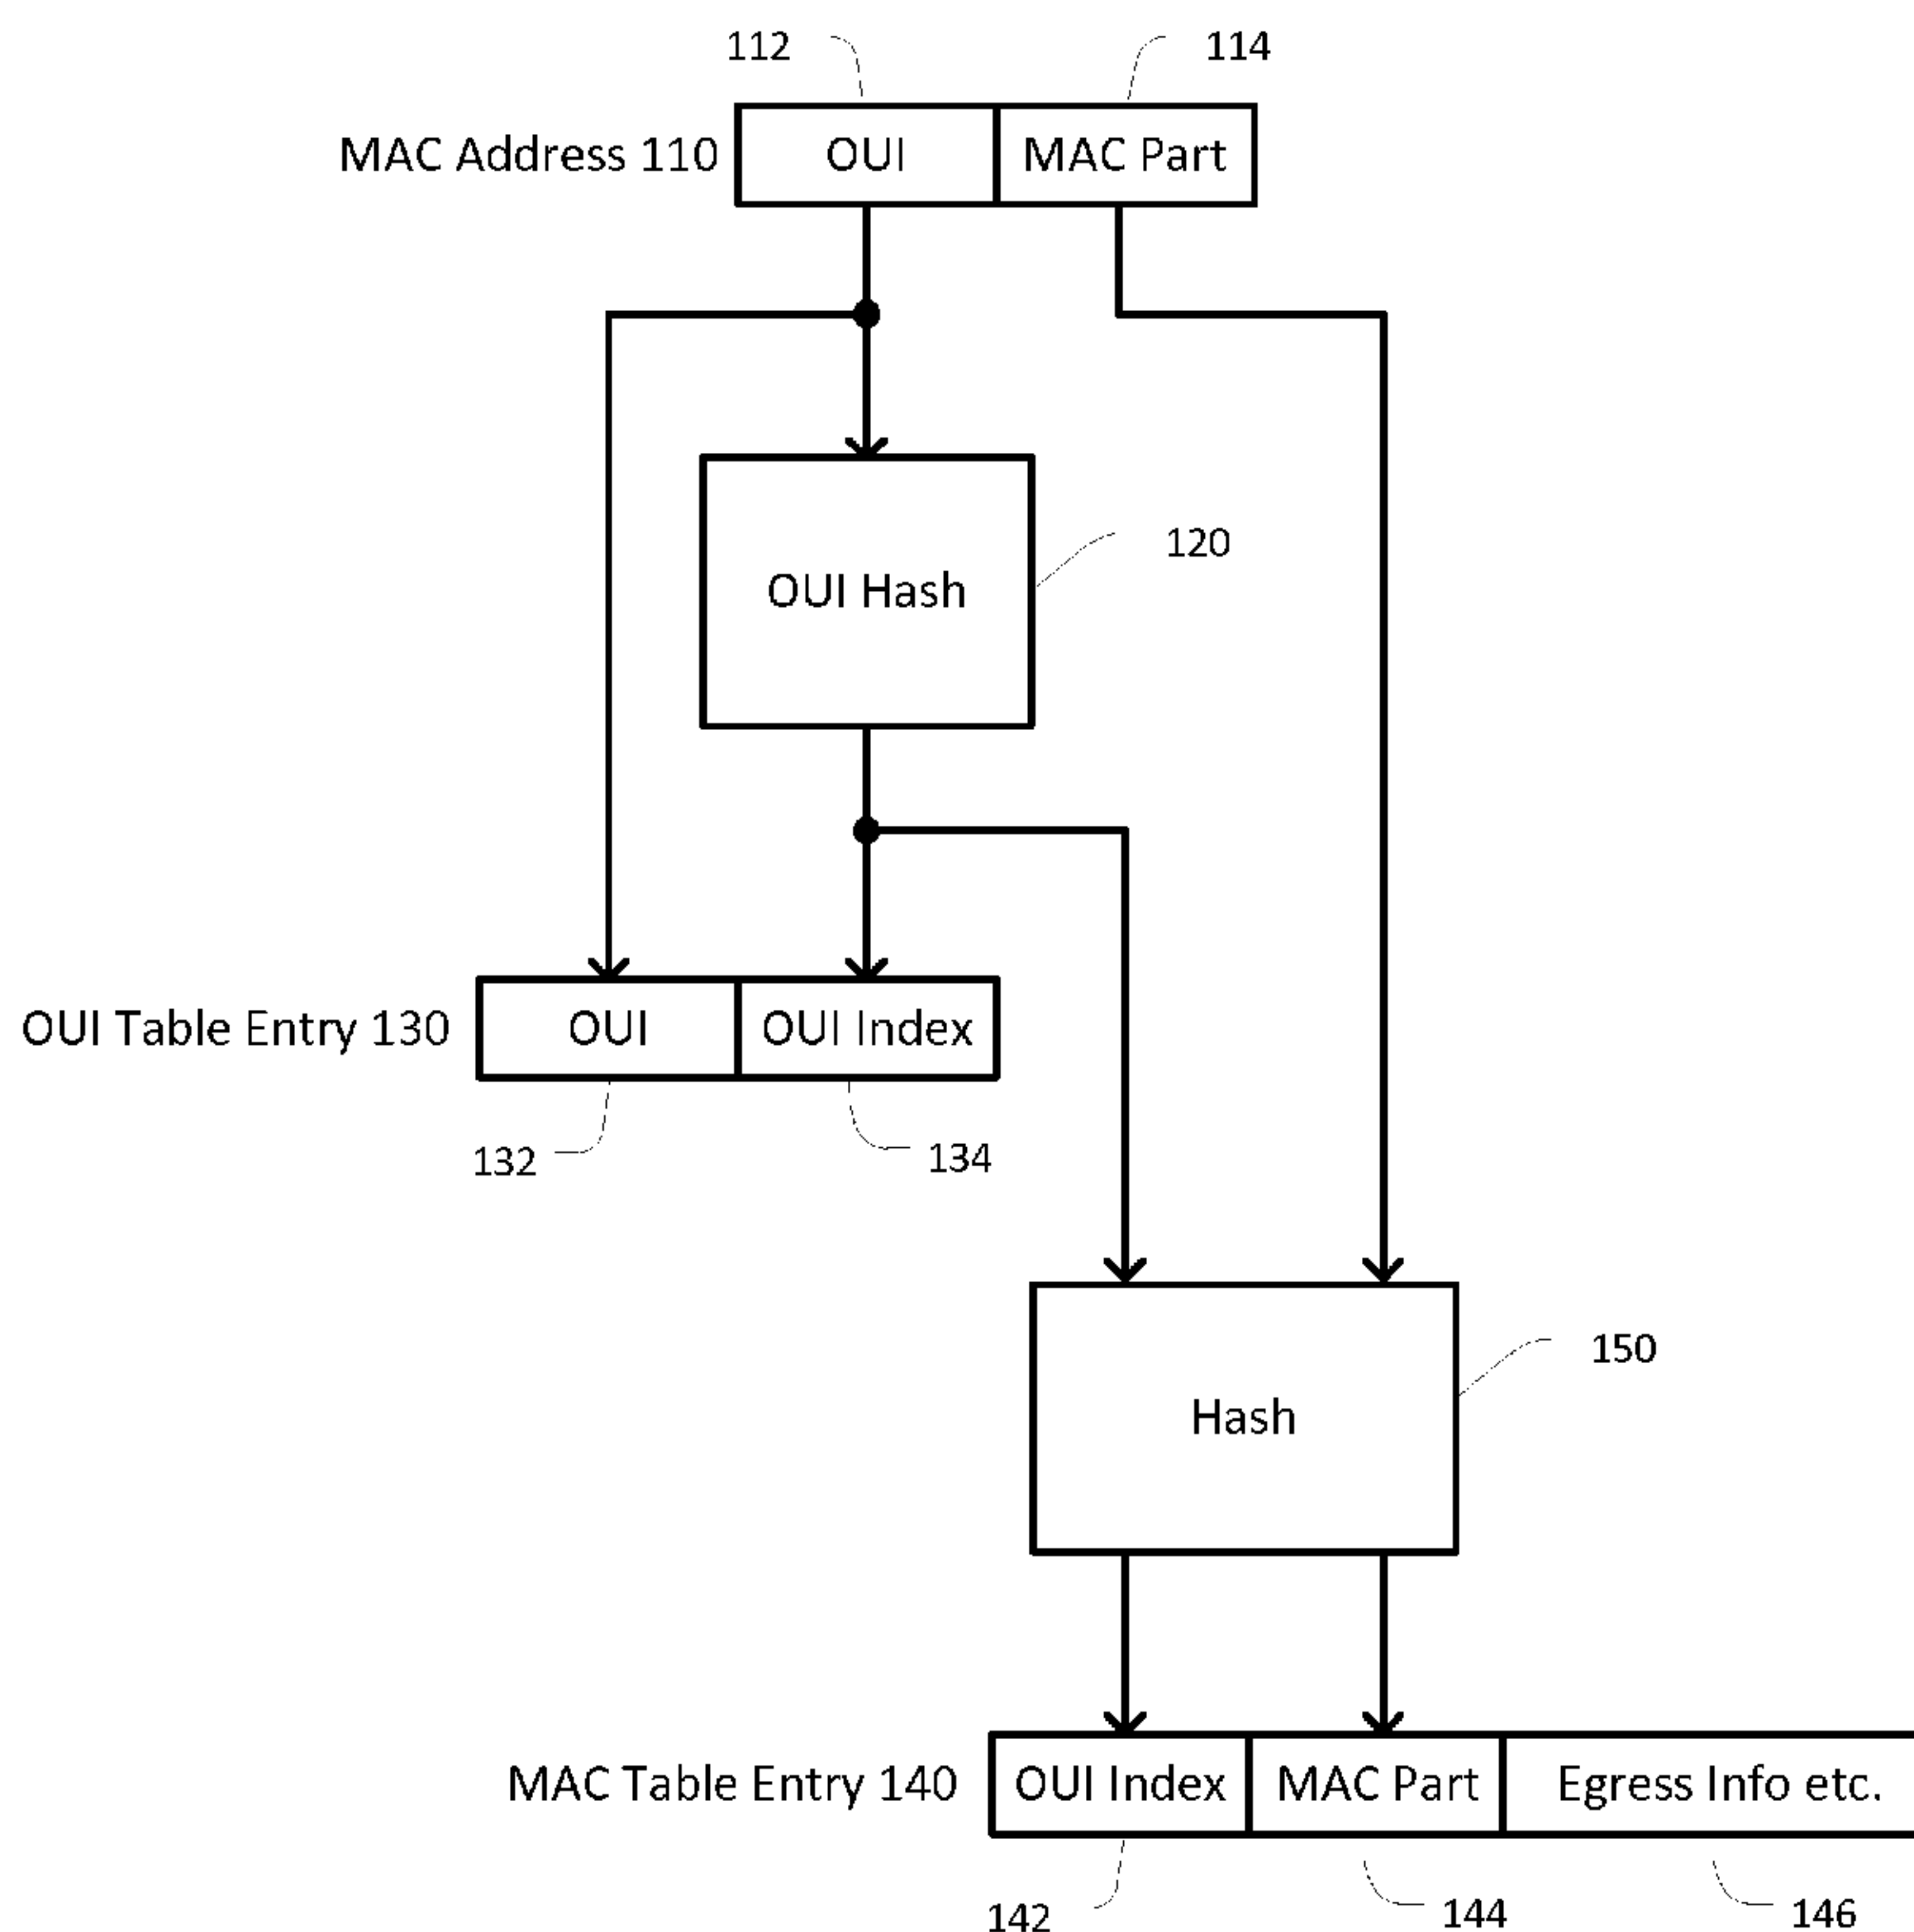 112 114
MAC Address 110 OUI MAC Part
120
OUI Hash
OUI Table Entry 130 OUI OUI Index
132 134
150
Hash
MAC Table Entry 140 OUI Index MAC Part Egress Info etc.
142 144 146